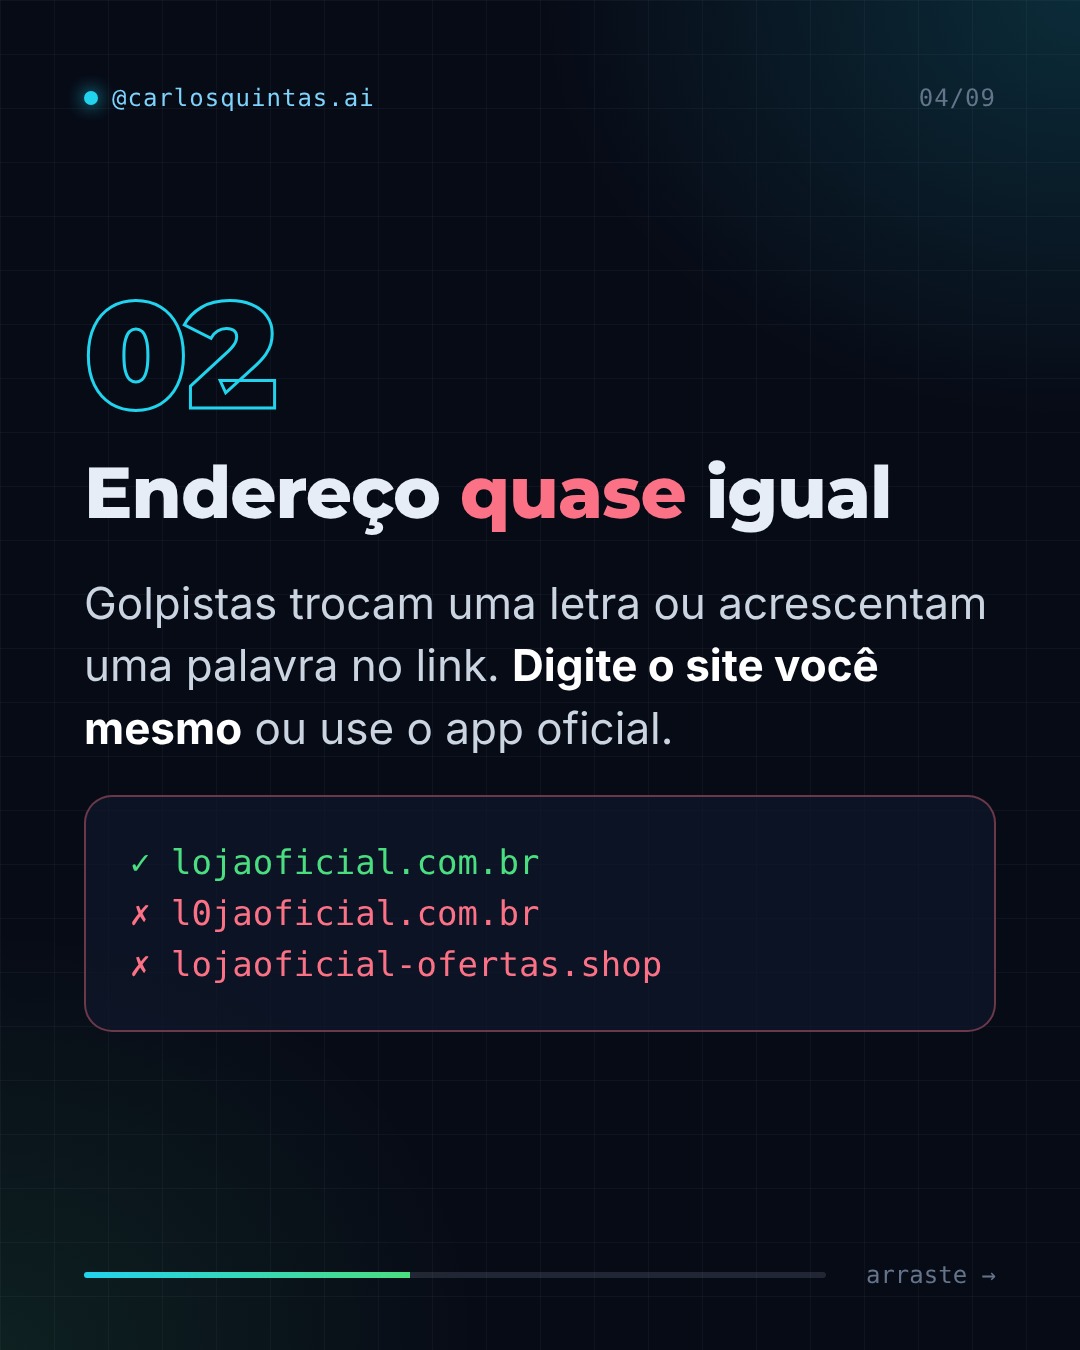 @carlosquintas.ai
04/09
02
Endereço quase igual
Golpistas trocam uma letra ou acrescentam
uma palavra no link. Digite o site você
mesmo ou use o app oficial.
✓ lojaoficial.com.br
✗ l0jaoficial.com.br
✗ lojaoficial-ofertas.shop
arraste →